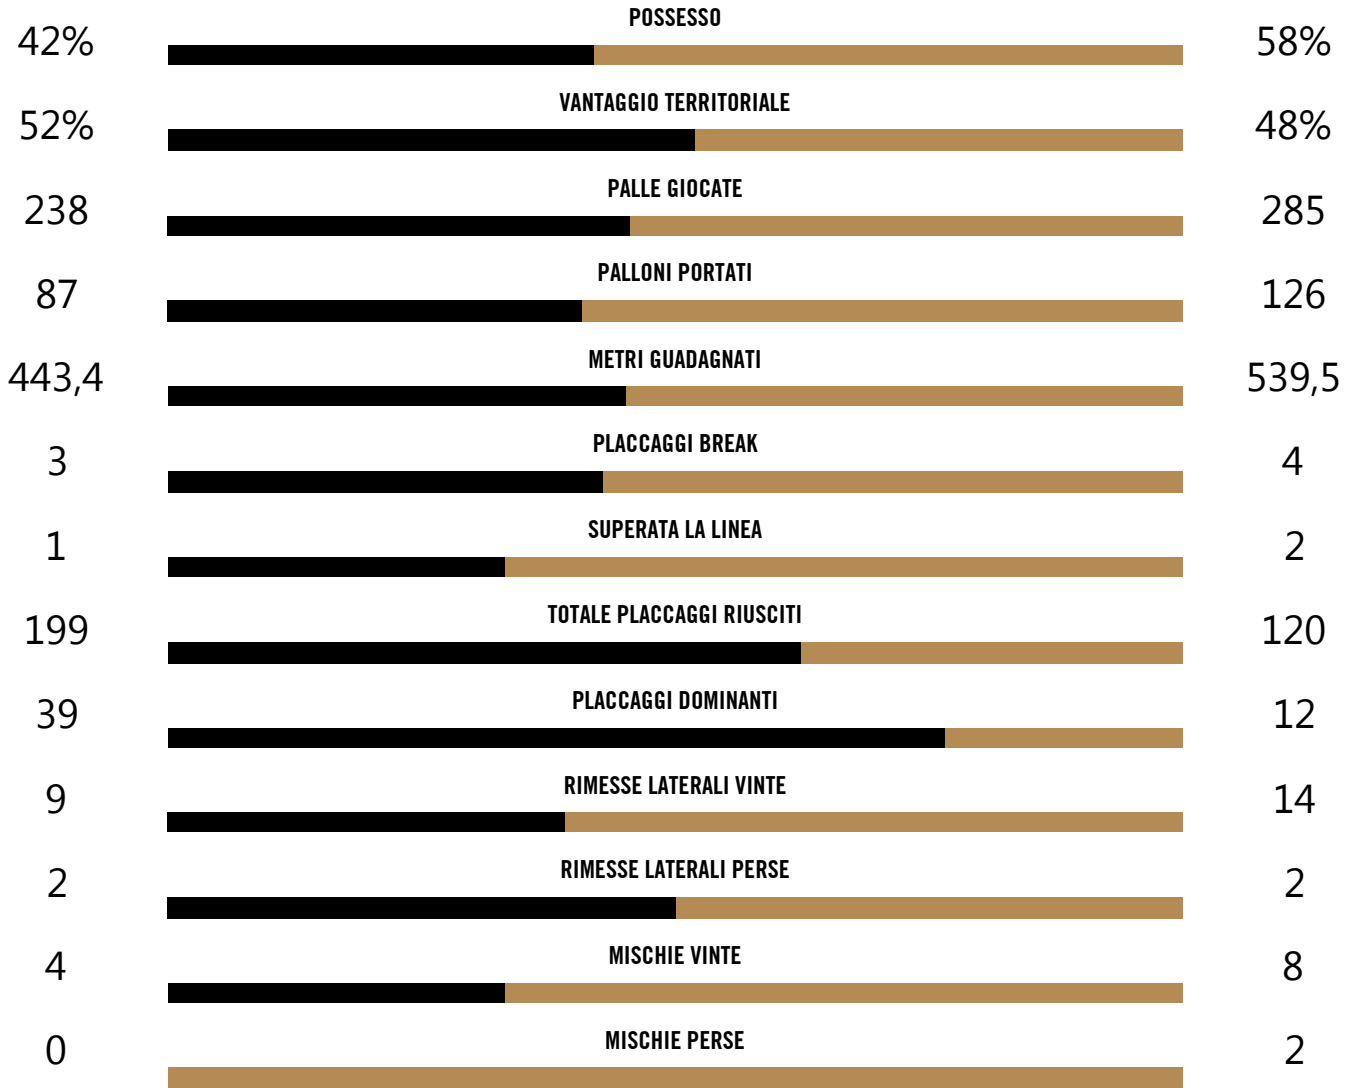 POSSESSO
42% 58%
VANTAGGIO TERRITORIALE
52% 48%
PALLE GIOCATE
238 285
PALLONI PORTATI
87 126
METRI GUADAGNATI
443,4 539,5
PLACCAGGI BREAK
3 4
SUPERATA LA LINEA
1 2
TOTALE PLACCAGGI RIUSCITI
199 120
PLACCAGGI DOMINANTI
39 12
RIMESSE LATERALI VINTE
9 14
RIMESSE LATERALI PERSE
2 2
MISCHIE VINTE
4 8
MISCHIE PERSE
0 2